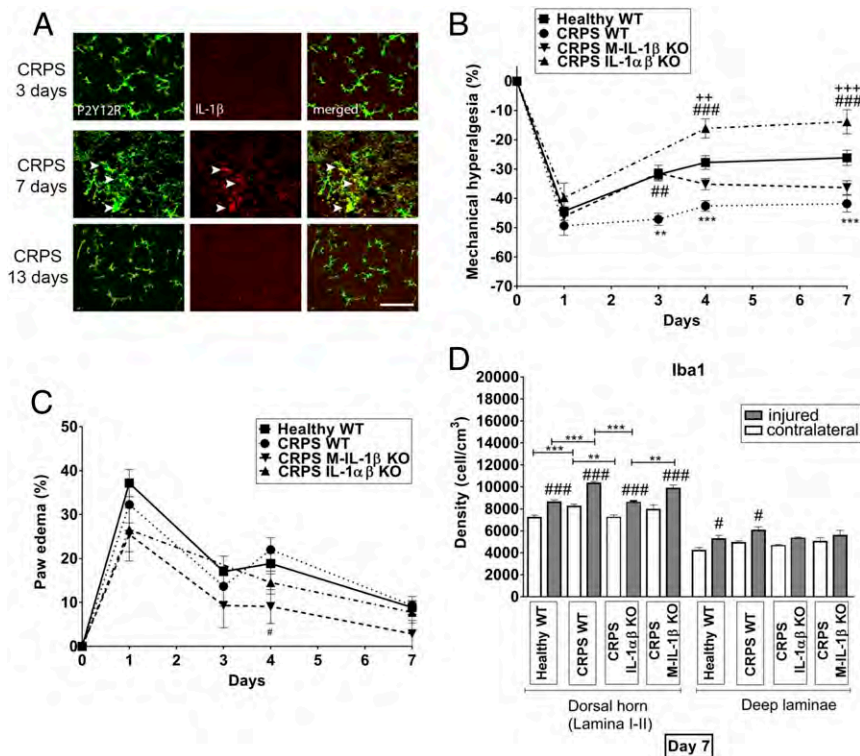 A
CRPS
3 days
P2Y12R
IL-1β
merged
CRPS
7 days
CRPS
13 days
B
Healthy WT
CRPS WT
CRPS M-IL-1β KO
CRPS IL-1αβ KO
Mechanical hyperalgesia (%)
10
0
-10
-20
-30
-40
-50
-60
-70
++
###
+++
###
##
**
***
***
0 1 2 3 4 5 6 7
Days
C
Healthy WT
CRPS WT
CRPS M-IL-1β KO
CRPS IL-1αβ KO
Paw edema (%)
50
40
30
20
10
0
#
0 1 2 3 4 5 6 7
Days
D
Iba1
injured
contralateral
Density (cell/cm³)
20000
18000
16000
14000
12000
10000
8000
6000
4000
2000
0
*** *** ** *** **
### ### ### ###
# #
Healthy WT
CRPS WT
CRPS
IL-1αβ KO
CRPS
M-IL-1β KO
Healthy WT
CRPS WT
CRPS
IL-1αβ KO
CRPS
M-IL-1β KO
Dorsal horn
(Lamina I-II)
Deep laminae
Day 7